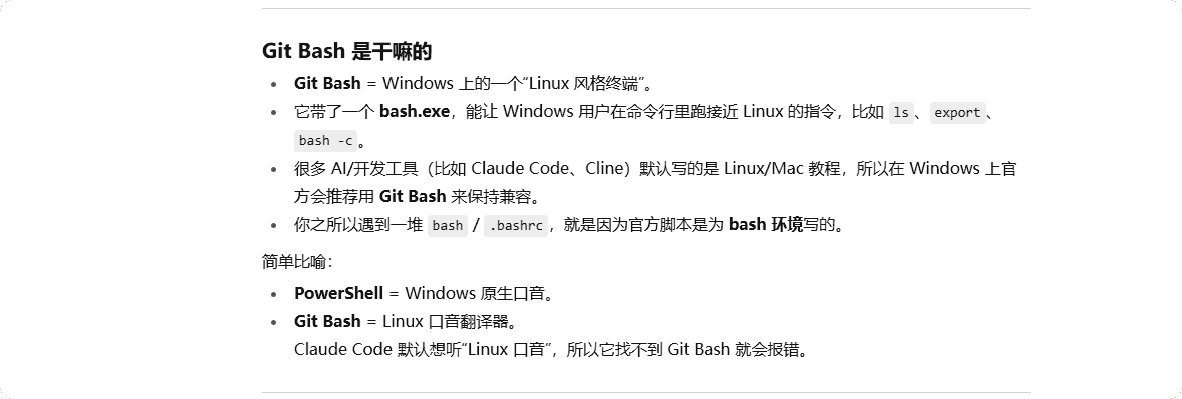 Git Bash 是干嘛的
• Git Bash = Windows 上的一个“Linux 风格终端”。
• 它带了一个 bash.exe，能让 Windows 用户在命令行里跑接近 Linux 的指令，比如 ls、export、
bash -c。
• 很多 AI/开发工具（比如 Claude Code、Cline）默认写的是 Linux/Mac 教程，所以在 Windows 上官
方会推荐用 Git Bash 来保持兼容。
• 你之所以遇到一堆 bash / .bashrc，就是因为官方脚本是为 bash 环境写的。
简单比喻：
• PowerShell = Windows 原生口音。
• Git Bash = Linux 口音翻译器。
Claude Code 默认想听“Linux 口音”，所以它找不到 Git Bash 就会报错。